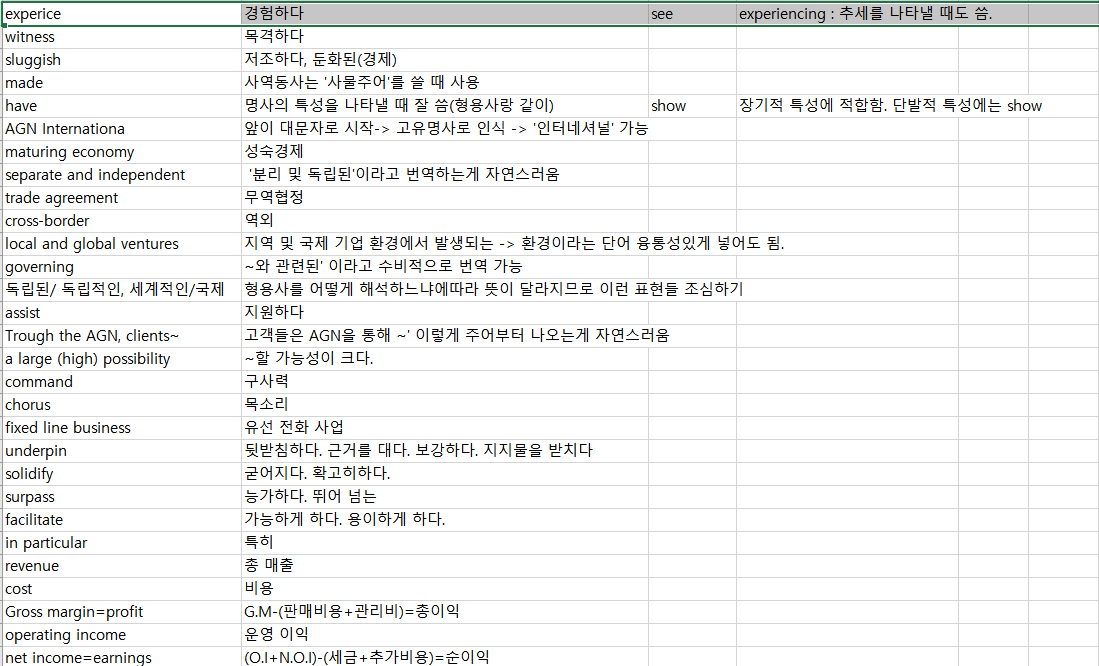 experice 경험하다 see experiencing : 추세를 나타낼 때도 씀.
witness 목격하다
sluggish 저조하다, 둔화된(경제)
made 사역동사는 '사물주어'를 쓸 때 사용
have 명사의 특성을 나타낼 때 잘 씀(형용사랑 같이) show 장기적 특성에 적합함. 단발적 특성에는 show
AGN Internationa 앞이 대문자로 시작-> 고유명사로 인식 -> '인터네셔널' 가능
maturing economy 성숙경제
separate and independent '분리 및 독립된'이라고 번역하는게 자연스러움
trade agreement 무역협정
cross-border 역외
local and global ventures 지역 및 국제 기업 환경에서 발생되는 -> 환경이라는 단어 융통성있게 넣어도 됨.
governing ~와 관련된' 이라고 수비적으로 번역 가능
독립된/ 독립적인, 세계적인/국제 형용사를 어떻게 해석하느냐에따라 뜻이 달라지므로 이런 표현들 조심하기
assist 지원하다
Trough the AGN, clients~ 고객들은 AGN을 통해 ~' 이렇게 주어부터 나오는게 자연스러움
a large (high) possibility ~할 가능성이 크다.
command 구사력
chorus 목소리
fixed line business 유선 전화 사업
underpin 뒷받침하다. 근거를 대다. 보강하다. 지지물을 받치다
solidify 굳어지다. 확고히하다.
surpass 능가하다. 뛰어 넘는
facilitate 가능하게 하다. 용이하게 하다.
in particular 특히
revenue 총 매출
cost 비용
Gross margin=profit G.M-(판매비용+관리비)=총이익
operating income 운영 이익
net income=earnings (O.I+N.O.I)-(세금+추가비용)=순이익